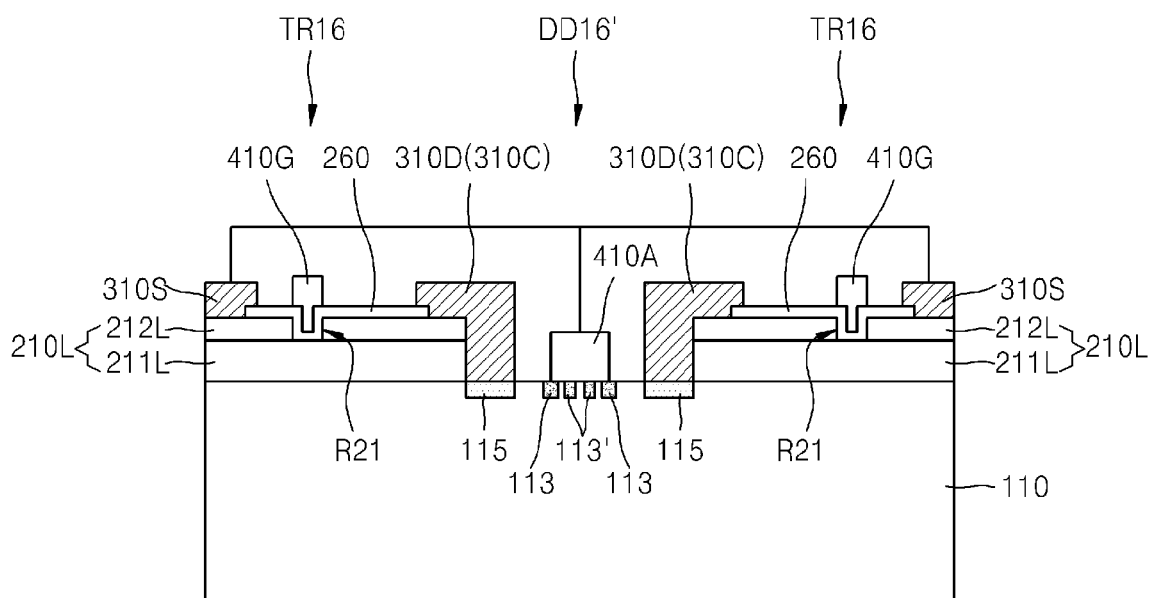 TR16 DD16' TR16
410G 260 310D(310C) 310D(310C) 260 410G
410A
310S 310S
212L 212L
210L 210L
211L 211L
R21 115 113' 115 R21
113 113
110